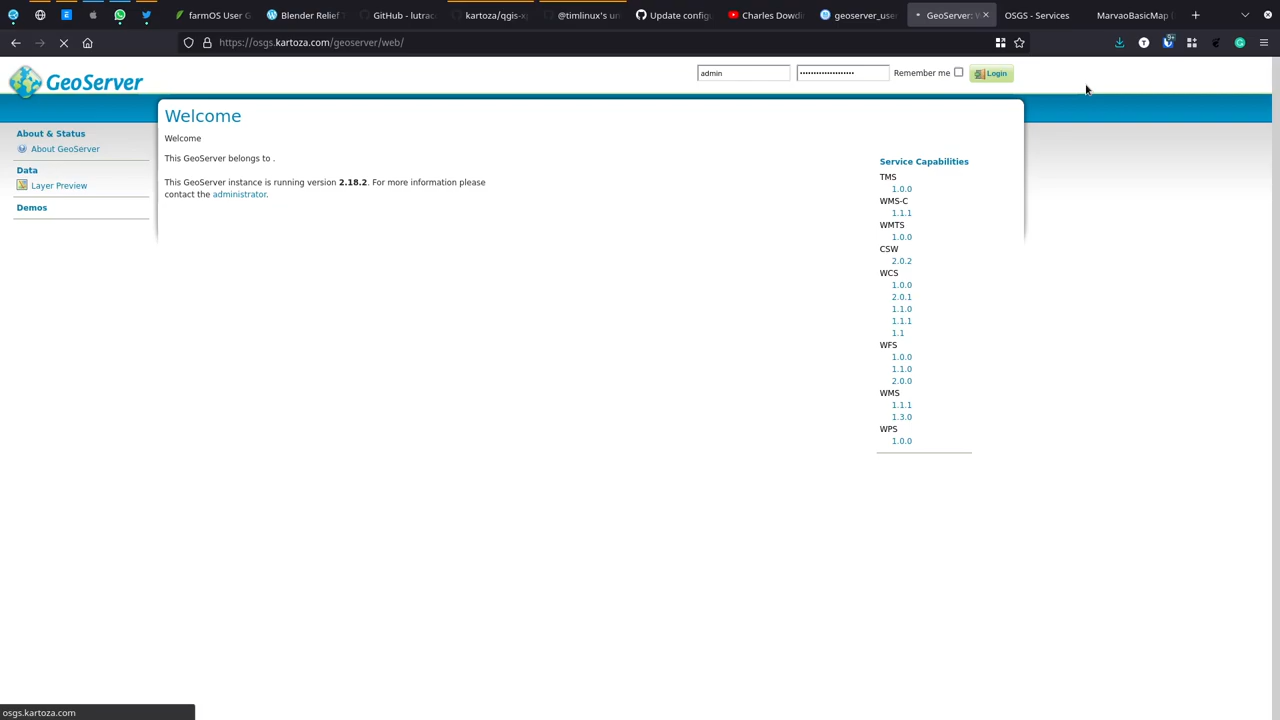 farmOS User G
Blender Relief
GitHub - lutrac
kartoza/qgis-x
@timlinux's un
Update config
Charles Dowdi
geoserver_use
GeoServer: W
OSGS - Services
MarvaoBasicMap
https://osgs.kartoza.com/geoserver/web/
GeoServer
admin
Remember me
Login
About & Status
About GeoServer
Data
Layer Preview
Demos
Welcome
Welcome
This GeoServer belongs to .
This GeoServer instance is running version 2.18.2. For more information please
contact the administrator.
Service Capabilities
TMS
1.0.0
WMS-C
1.1.1
WMTS
1.0.0
CSW
2.0.2
WCS
1.0.0
2.0.1
1.1.0
1.1.1
1.1
WFS
1.0.0
1.1.0
2.0.0
WMS
1.1.1
1.3.0
WPS
1.0.0
osgs.kartoza.com